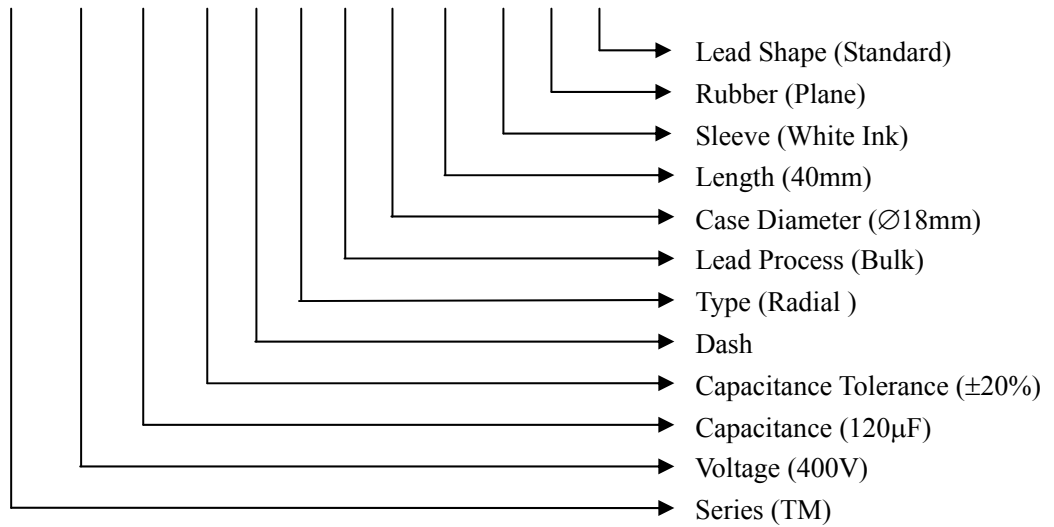 Lead Shape (Standard)
Rubber (Plane)
Sleeve (White Ink)
Length (40mm)
Case Diameter (∅18mm)
Lead Process (Bulk)
Type (Radial )
Dash
Capacitance Tolerance (±20%)
Capacitance (120μF)
Voltage (400V)
Series (TM)